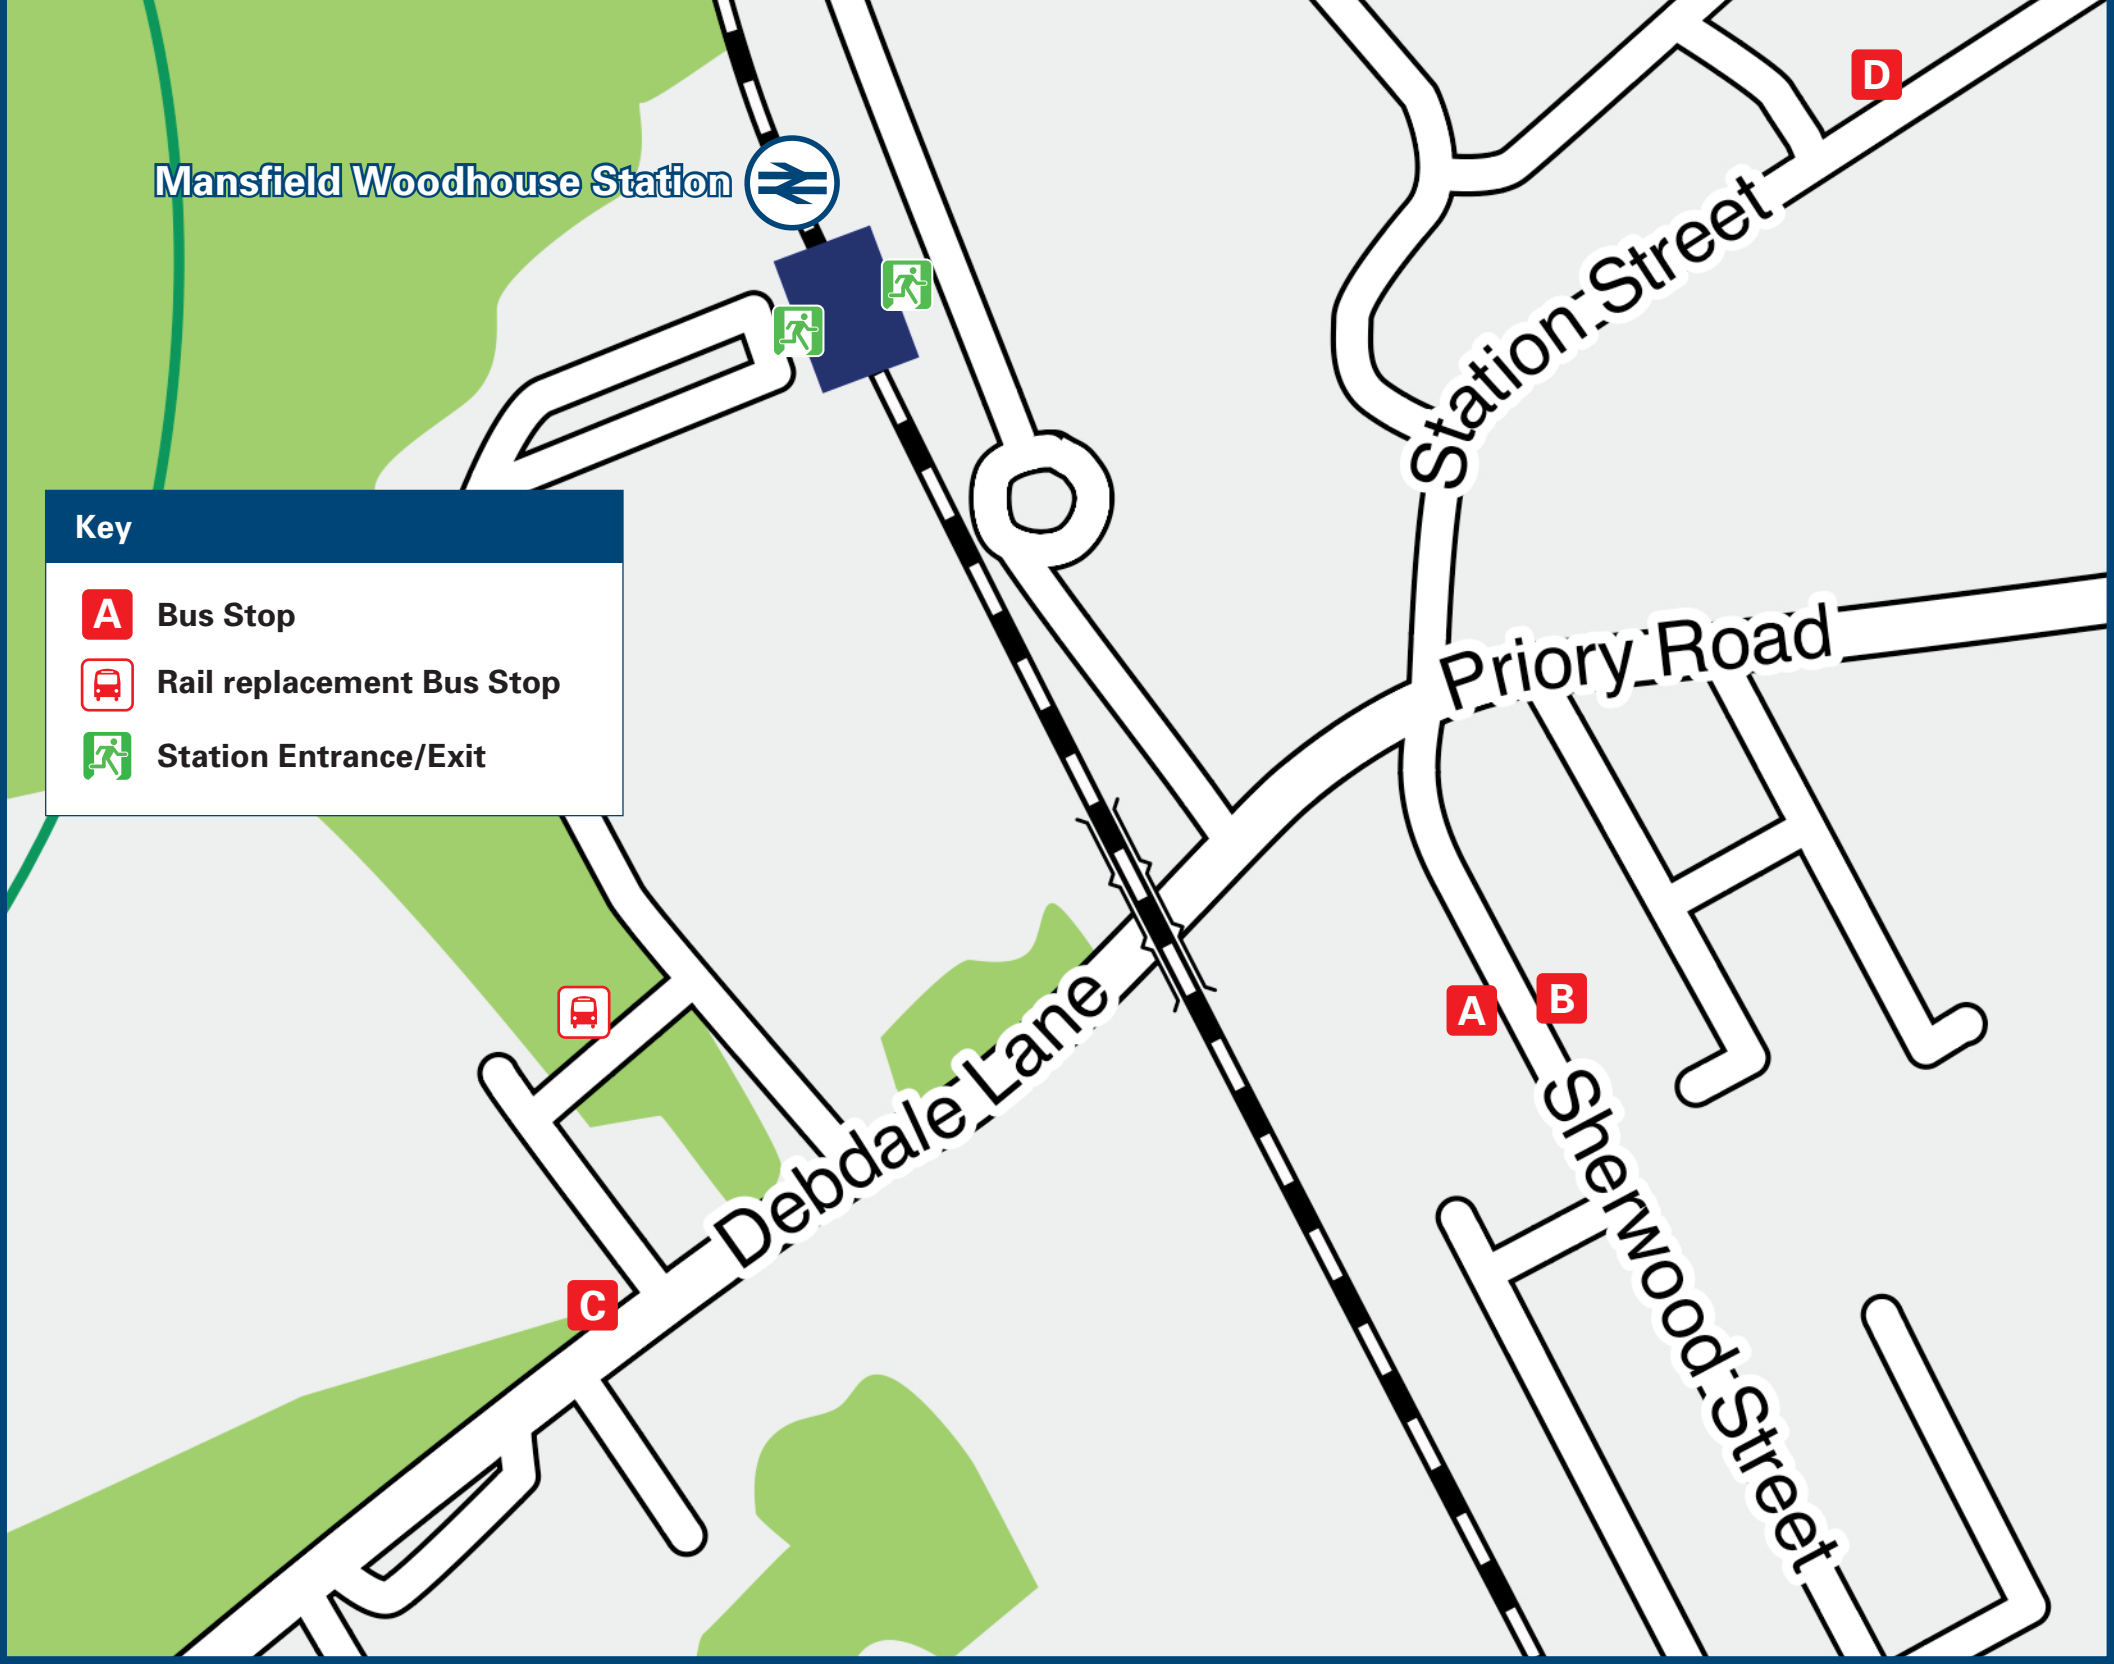 D
Mansfield Woodhouse Station
Station Street
Key
A Bus Stop
Rail replacement Bus Stop
Station Entrance/Exit
Priory Road
A
B
Debdale Lane
Sherwood Street
C